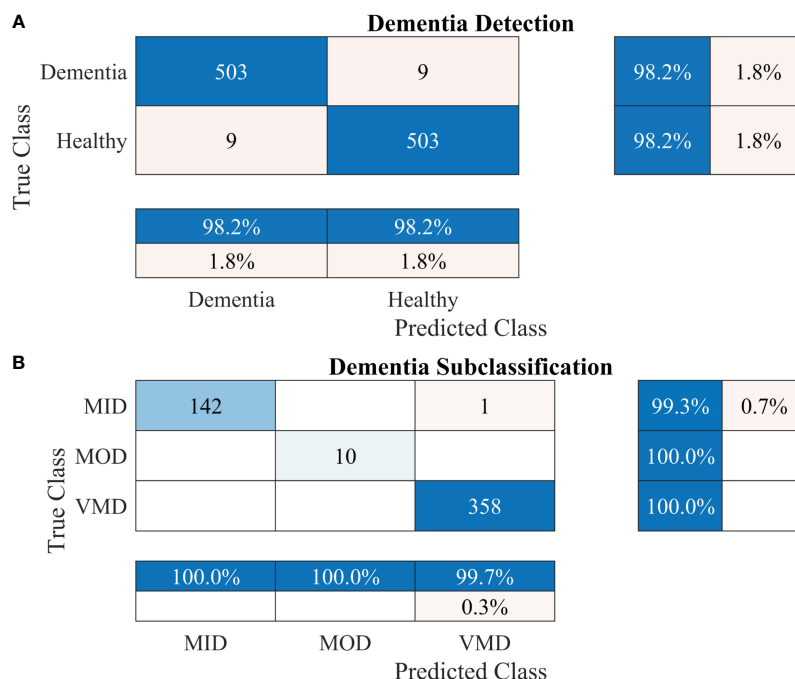 A
Dementia Detection
Dementia 503 9 98.2% 1.8%
Healthy 9 503 98.2% 1.8%
True Class
98.2% 98.2%
1.8% 1.8%
Dementia Healthy
Predicted Class
B
Dementia Subclassification
MID 142 1 99.3% 0.7%
MOD 10 100.0%
VMD 358 100.0%
True Class
100.0% 100.0% 99.7%
0.3%
MID MOD VMD
Predicted Class